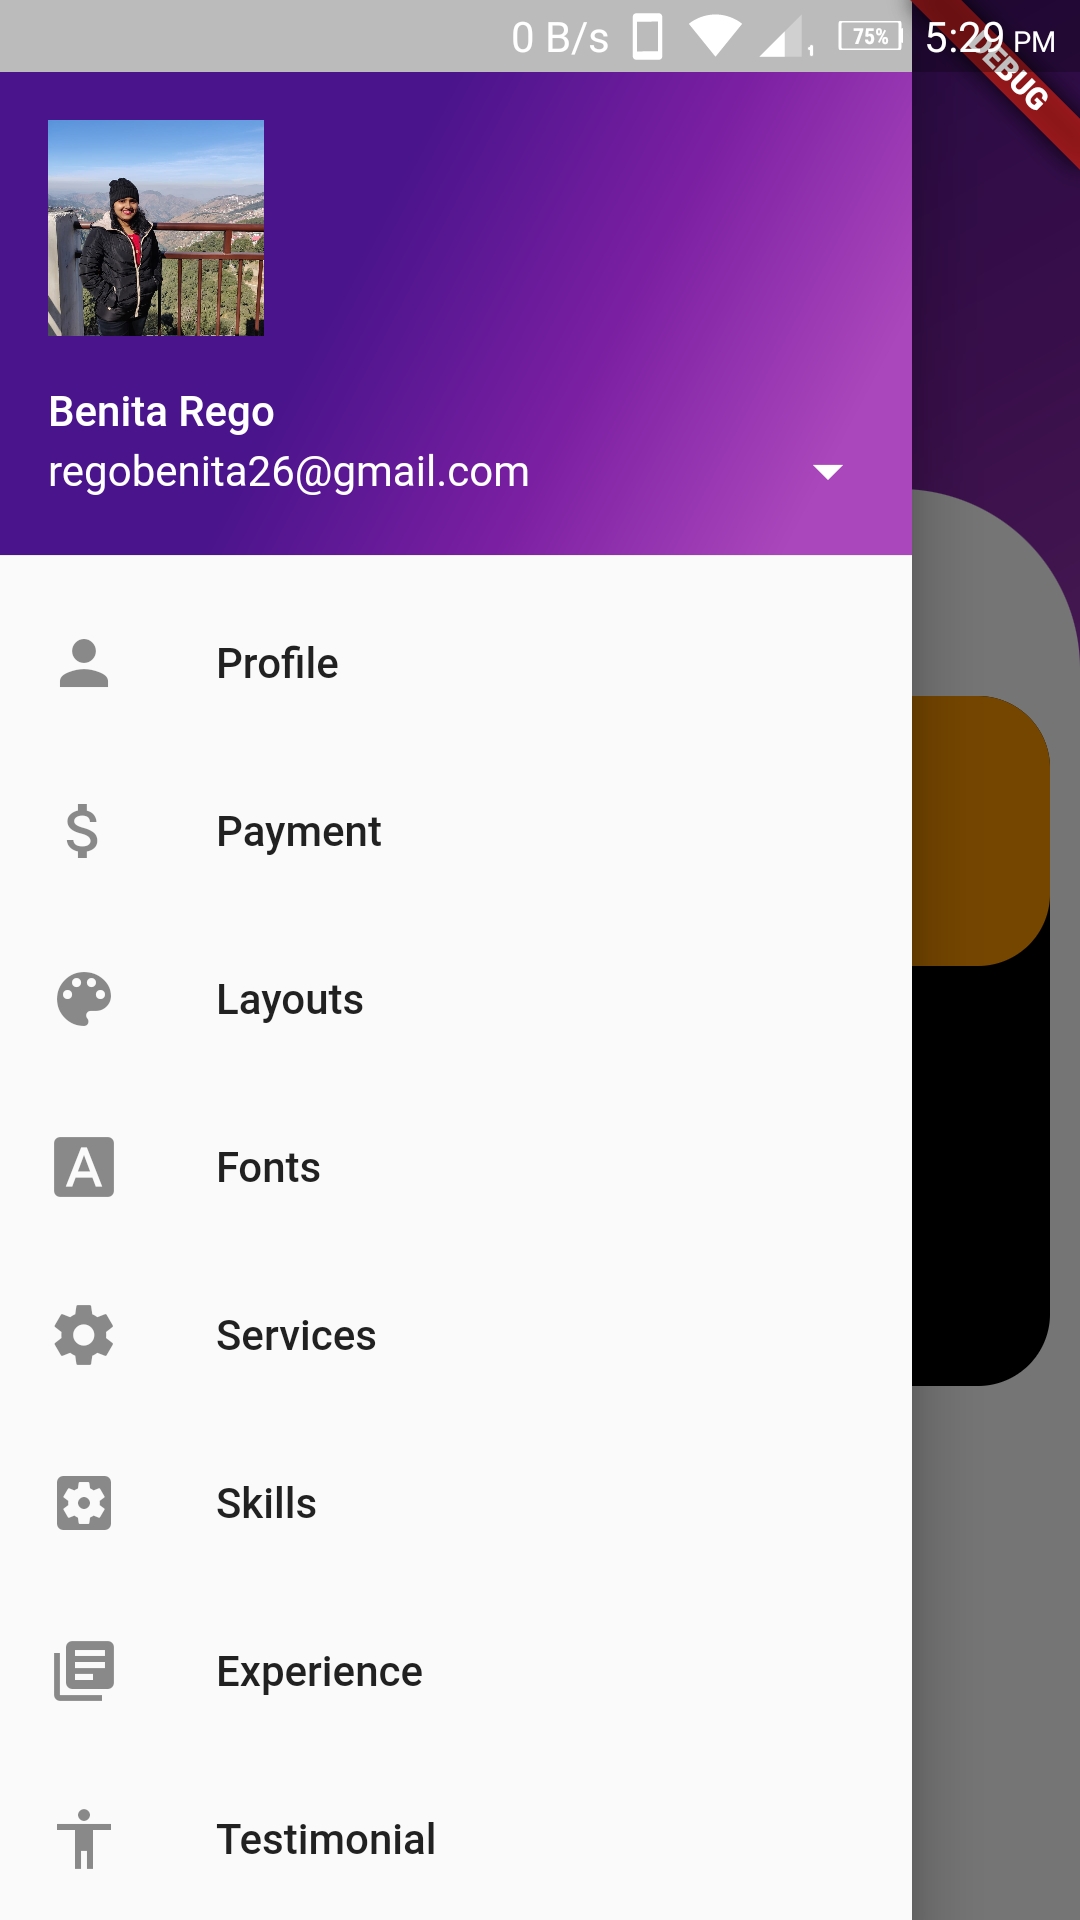 0 B/s 75% 5:29 PM
DEBUG
Benita Rego
regobenita26@gmail.com
Profile
Payment
Layouts
Fonts
Services
Skills
Experience
Testimonial